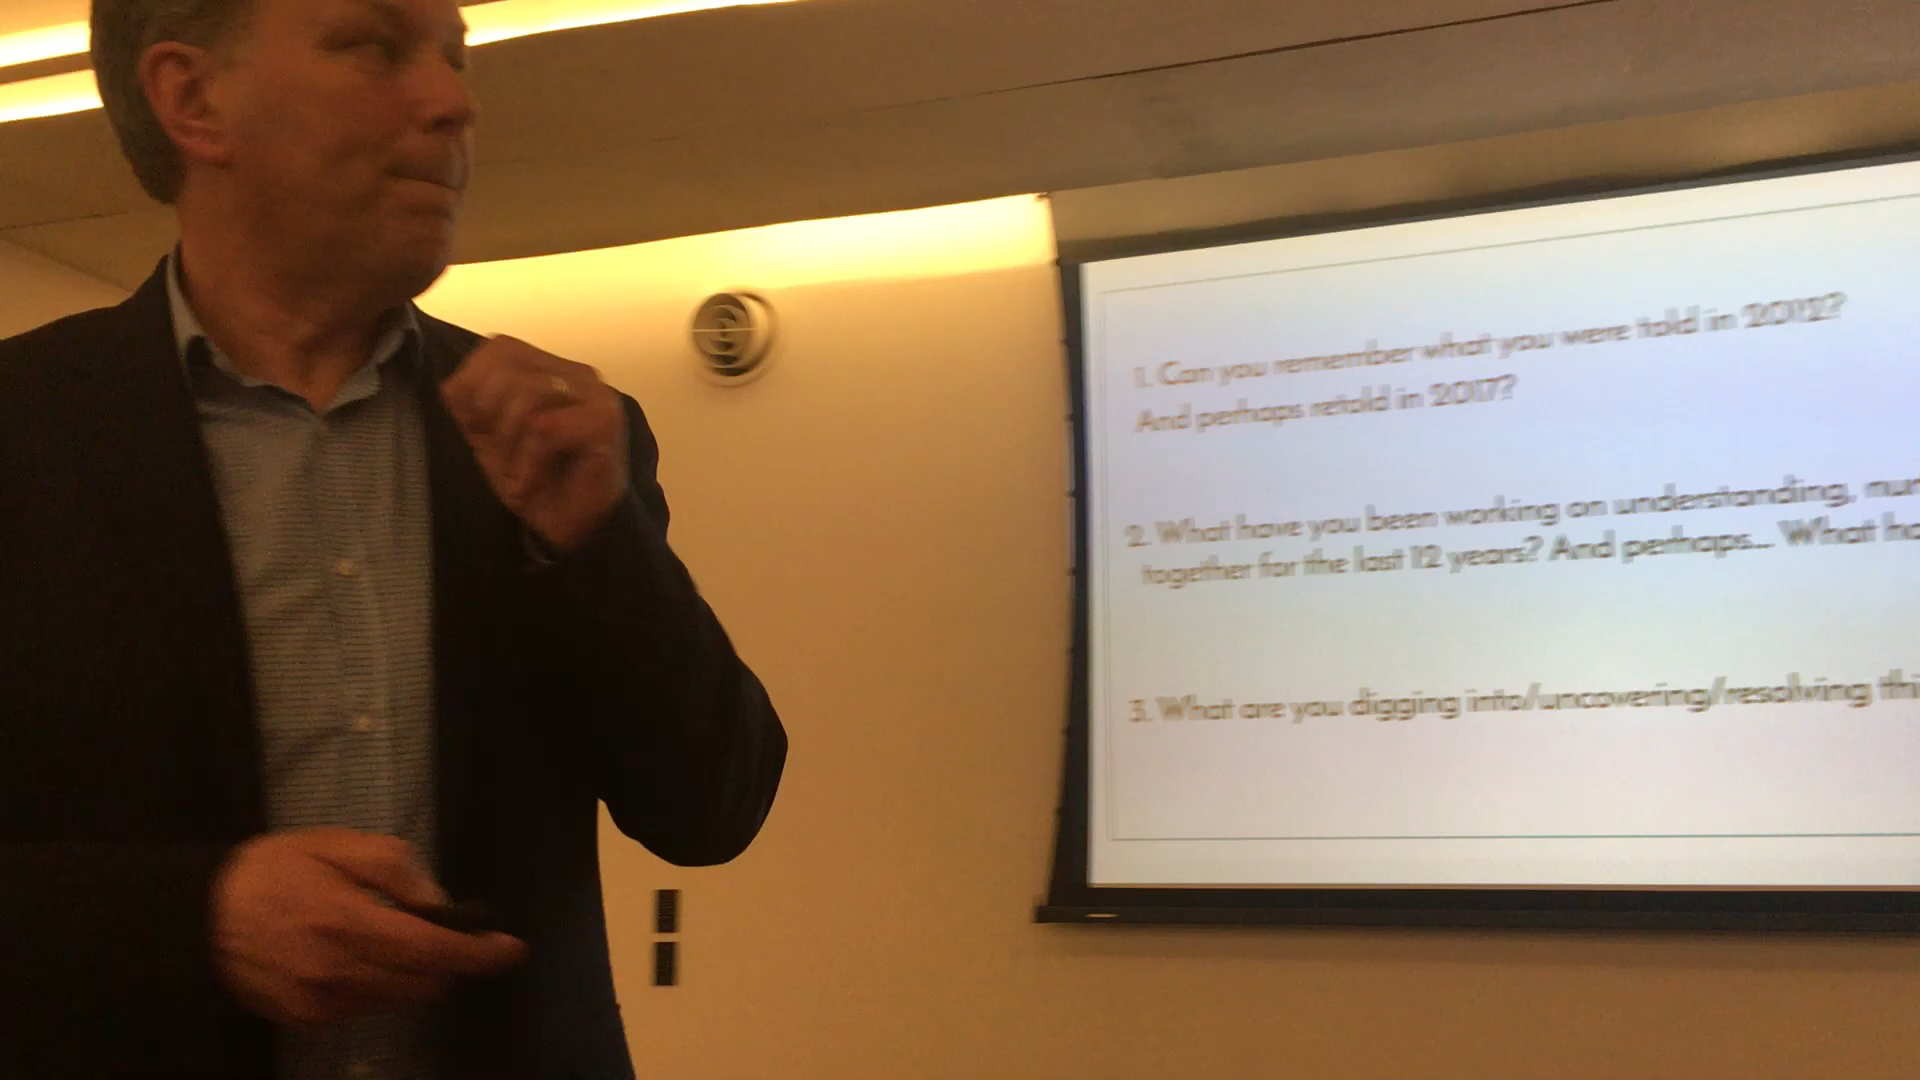 1. Can you remember what you were told in 2012?
And perhaps retold in 2017?
2. What have you been working on understanding,
together for the last 12 years? And perhaps... What
3. What are you digging into/uncovering/resolving